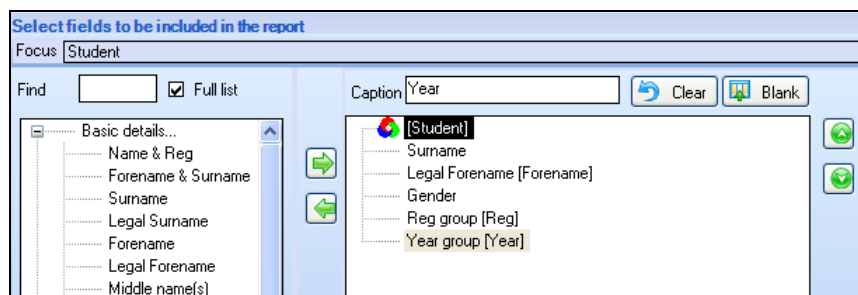 Select fields to be included in the report
Focus Student
Find Full list
Caption Year Clear Blank
Basic details...
Name & Reg
Forename & Surname
Surname
Legal Surname
Forename
Legal Forename
Middle name(s)
[Student]
Surname
Legal Forename [Forename]
Gender
Reg group [Reg]
Year group [Year]